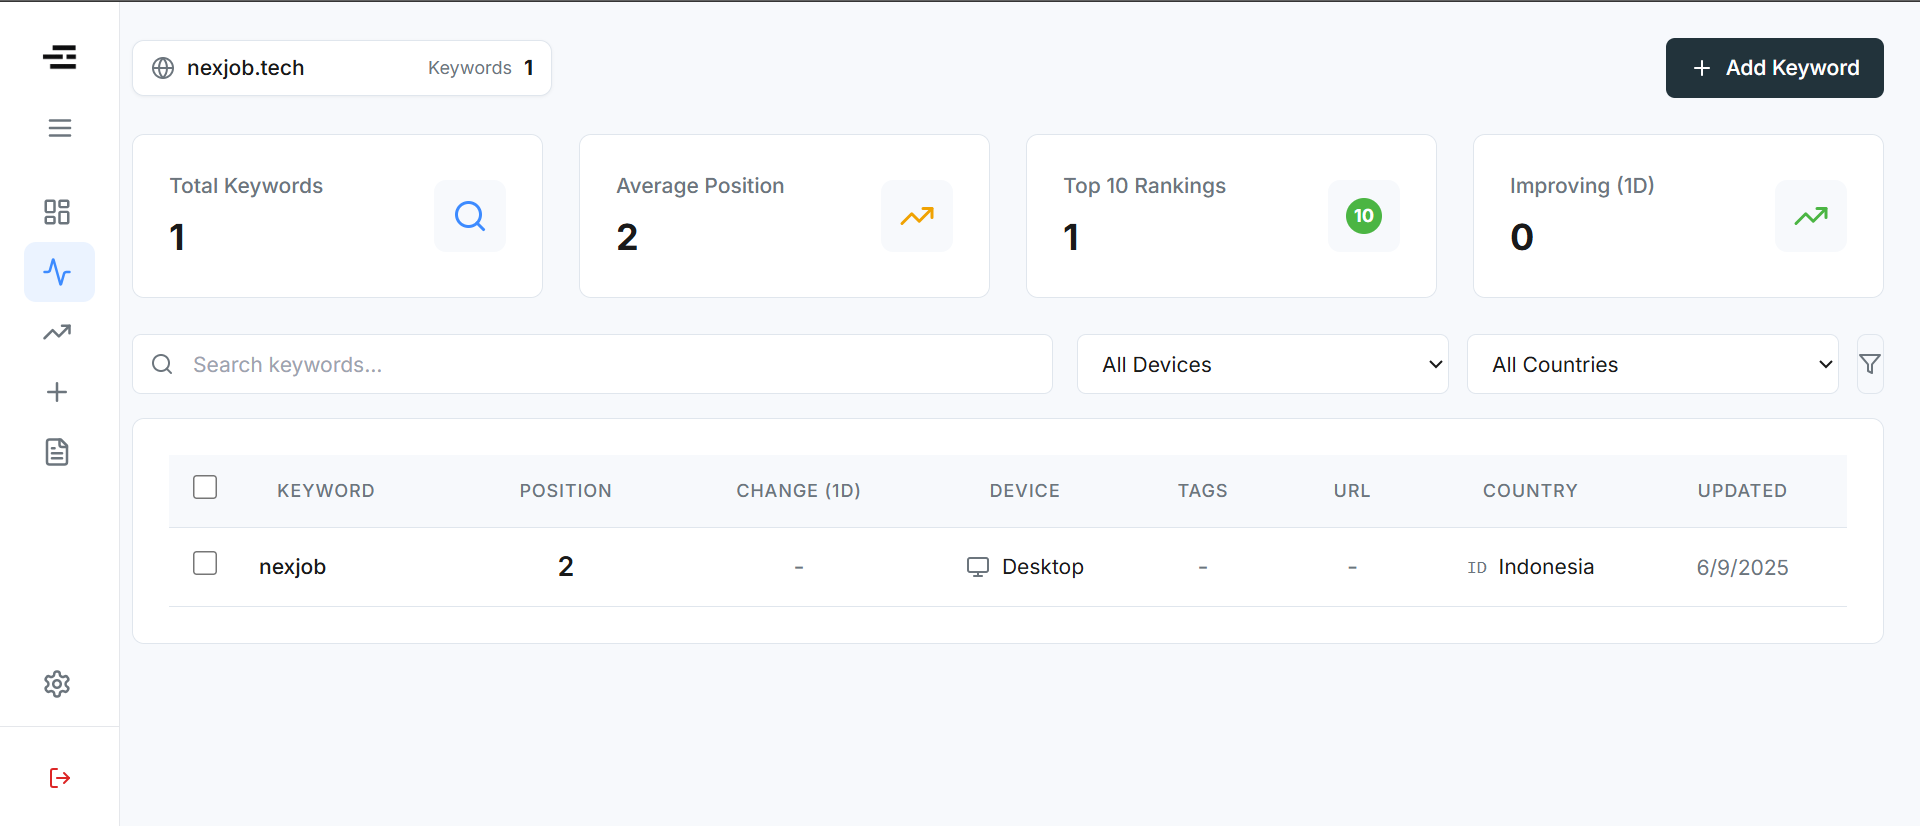 nexjob.tech Keywords 1
+ Add Keyword
Total Keywords
1
Average Position
2
Top 10 Rankings
1
10
Improving (1D)
0
Search keywords...
All Devices
All Countries
KEYWORD POSITION CHANGE (1D) DEVICE TAGS URL COUNTRY UPDATED
nexjob 2 - Desktop - - ID Indonesia 6/9/2025